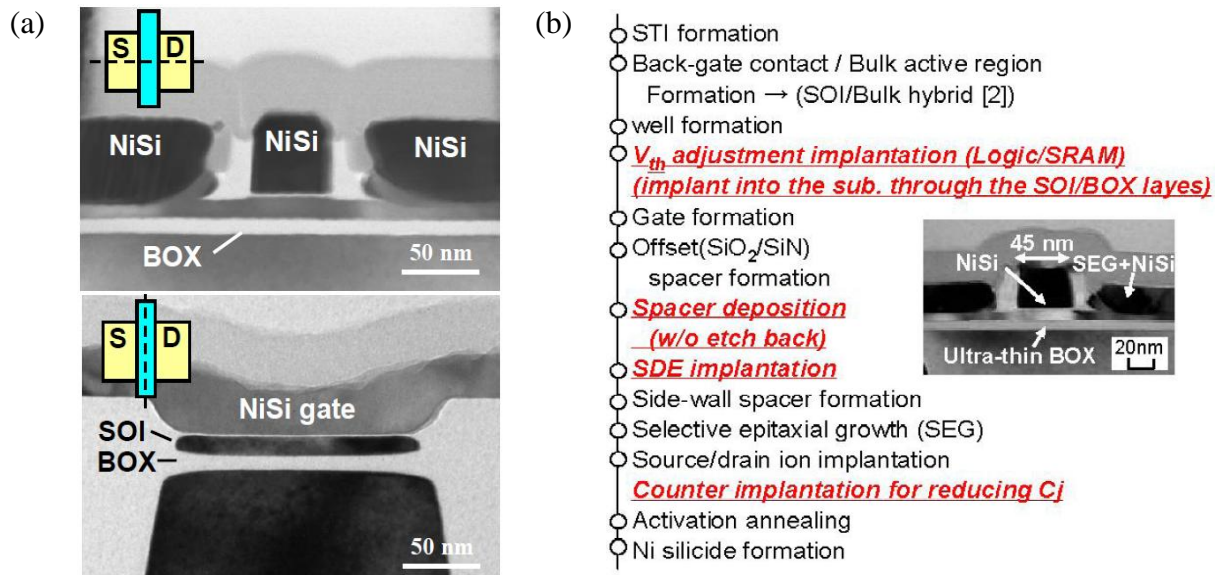 (a)
S D
NiSi NiSi NiSi
BOX
50 nm
S D
NiSi gate
SOI
BOX
50 nm
(b)
STI formation
Back-gate contact / Bulk active region
Formation → (SOI/Bulk hybrid [2])
well formation
Vth adjustment implantation (Logic/SRAM)
(implant into the sub. through the SOI/BOX layes)
Gate formation
Offset(SiO2/SiN)
spacer formation
Spacer deposition
(w/o etch back)
SDE implantation
Side-wall spacer formation
Selective epitaxial growth (SEG)
Source/drain ion implantation
Counter implantation for reducing Cj
Activation annealing
Ni silicide formation
45 nm
NiSi SEG+NiSi
Ultra-thin BOX
20nm